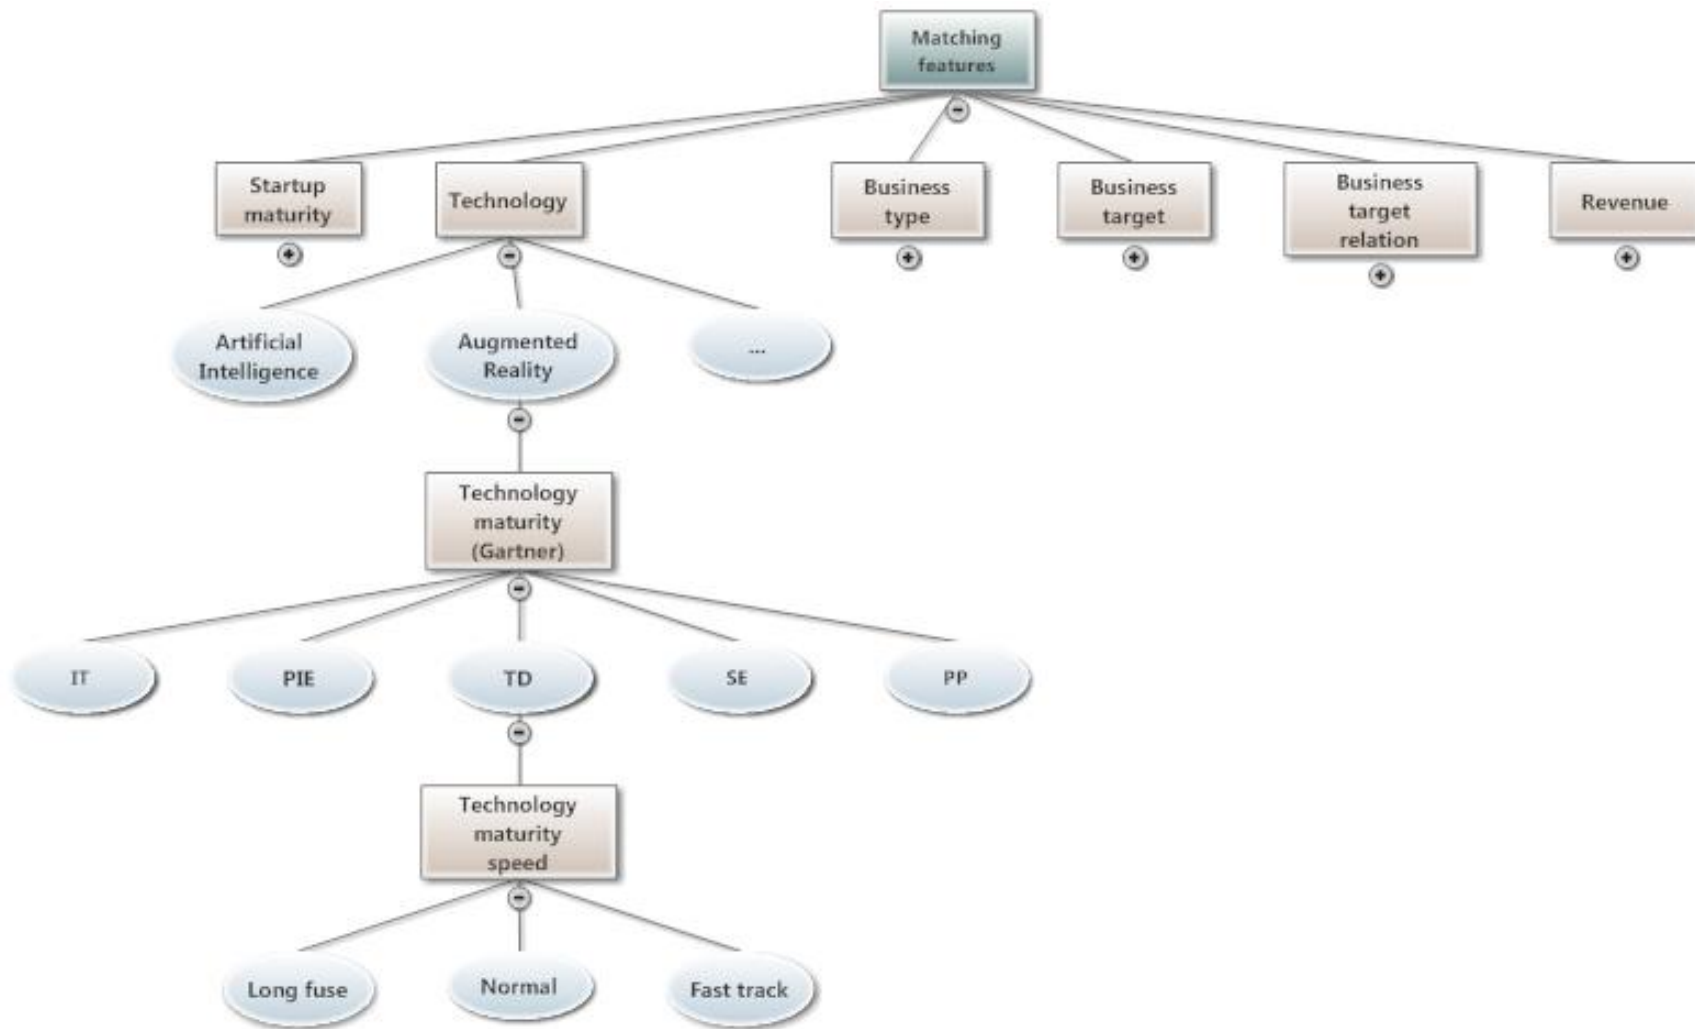 Matching
features
Startup
maturity
Technology
Business
type
Business
target
Business
target
relation
Revenue
Artificial
Intelligence
Augmented
Reality
...
Technology
maturity
(Gartner)
IT
PIE
TD
SE
PP
Technology
maturity
speed
Long fuse
Normal
Fast track